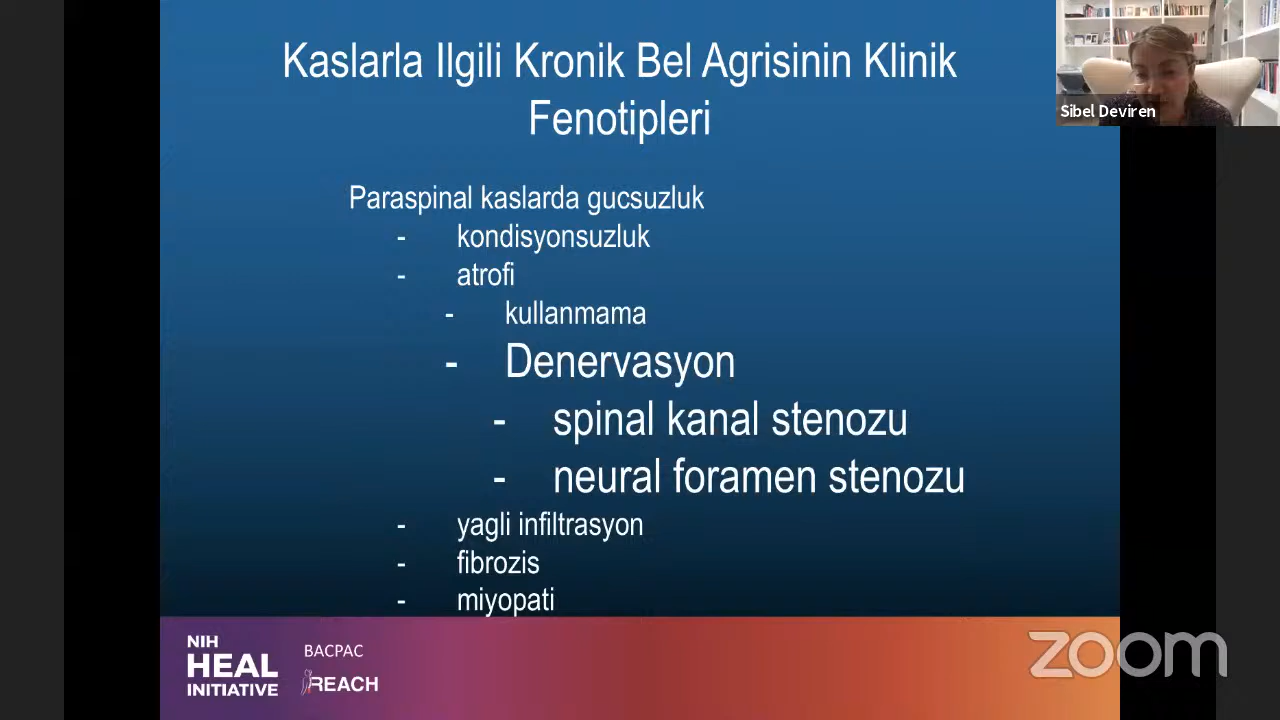 Kaslarla Ilgili Kronik Bel Agrisinin Klinik
Fenotipleri
Sibel Deviren
Paraspinal kaslarda gucsuzluk
- kondisyonsuzluk
- atrofi
- kullanmama
- Denervasyon
- spinal kanal stenozu
- neural foramen stenozu
- yagli infiltrasyon
- fibrozis
- miyopati
NIH
HEAL
INITIATIVE
BACPAC
REACH
zoom